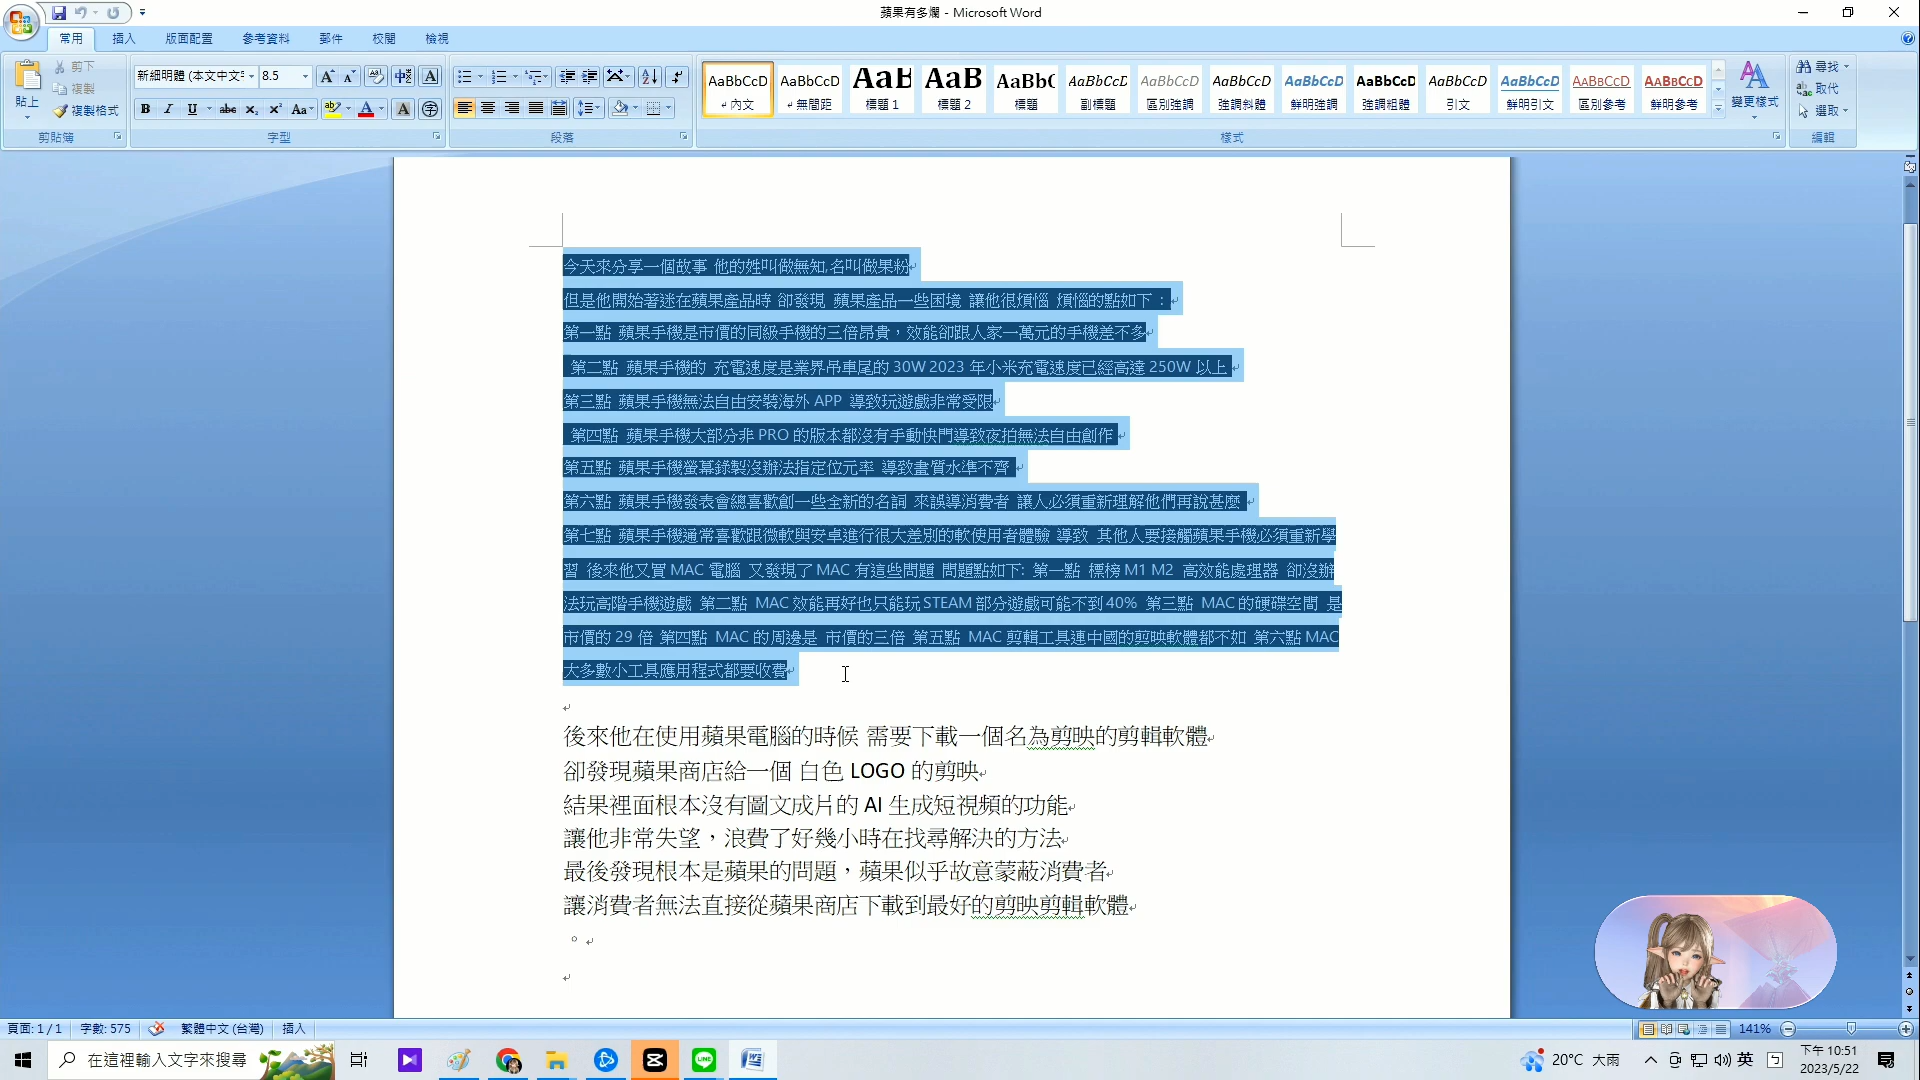 蘋果有多爛 - Microsoft Word
常用 插入 版面配置 參考資料 郵件 校閱 檢視
貼上 剪下 複製 複製格式 剪貼簿
新細明體 (本文中文 8.5 字型
段落
AaBbCcD 內文
AaBbCcD 無間距
AaB 標題 1
AaB 標題 2
AaBb( 標題
AaBbCcD 副標題
AaBbCcD 區別強調
AaBbCcD 強調斜體
AaBbCcD 鮮明強調
AaBbCcD 強調粗體
AaBbCcD 引文
AaBbCcD 鮮明引文
AaBbCcD 區別參考
AaBbCcD 鮮明參考
變更樣式 樣式
尋找 取代 選取 編輯
今天來分享一個故事 他的姓叫做無知,名叫做果粉
但是他開始著迷在蘋果產品時 卻發現 蘋果產品一些困境 讓他很煩惱 煩惱的點如下：
第一點 蘋果手機是市價的同級手機的三倍昂貴，效能卻跟人家一萬元的手機差不多
第二點 蘋果手機的 充電速度是業界吊車尾的 30W 2023 年小米充電速度已經高達 250W 以上
第三點 蘋果手機無法自由安裝海外 APP 導致玩遊戲非常受限
第四點 蘋果手機大部分非 PRO 的版本都沒有手動快門導致夜拍無法自由創作
第五點 蘋果手機螢幕錄製沒辦法指定位元率 導致畫質水準不齊
第六點 蘋果手機發表會總喜歡創一些全新的名詞 來誤導消費者 讓人必須重新理解他們再說甚麼
第七點 蘋果手機通常喜歡跟微軟與安卓進行很大差別的軟使用者體驗 導致 其他人要接觸蘋果手機必須重新學
習 後來他又買 MAC 電腦 又發現了 MAC 有這些問題 問題點如下: 第一點 標榜 M1 M2 高效能處理器 卻沒辦
法玩高階手機遊戲 第二點 MAC 效能再好也只能玩 STEAM 部分遊戲可能不到 40% 第三點 MAC 的硬碟空間 是
市價的 29 倍 第四點 MAC 的周邊是 市價的三倍 第五點 MAC 剪輯工具連中國的剪映軟體都不如 第六點 MAC
大多數小工具應用程式都要收費
後來他在使用蘋果電腦的時候 需要下載一個名為剪映的剪輯軟體
卻發現蘋果商店給一個 白色 LOGO 的剪映
結果裡面根本沒有圖文成片的 AI 生成短視頻的功能
讓他非常失望，浪費了好幾小時在找尋解決的方法
最後發現根本是蘋果的問題，蘋果似乎故意蒙蔽消費者
讓消費者無法直接從蘋果商店下載到最好的剪映剪輯軟體
。
頁面: 1 / 1 字數: 575 繁體中文 (台灣) 插入 141%
在這裡輸入文字來搜尋 20°C 大雨 英 下午 10:51
2023/5/22